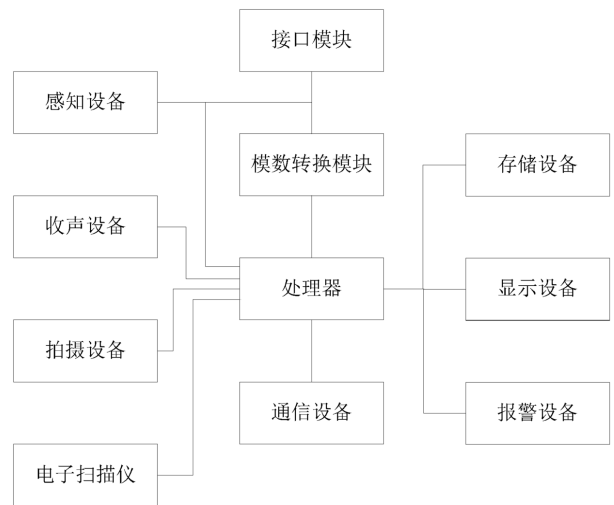 接口模块
感知设备
模数转换模块
存储设备
收声设备
处理器
显示设备
拍摄设备
通信设备
报警设备
电子扫描仪